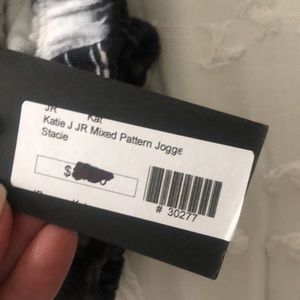 JR Kat
Katie J JR Mixed Pattern Jogge
Stacie
$
# 30277